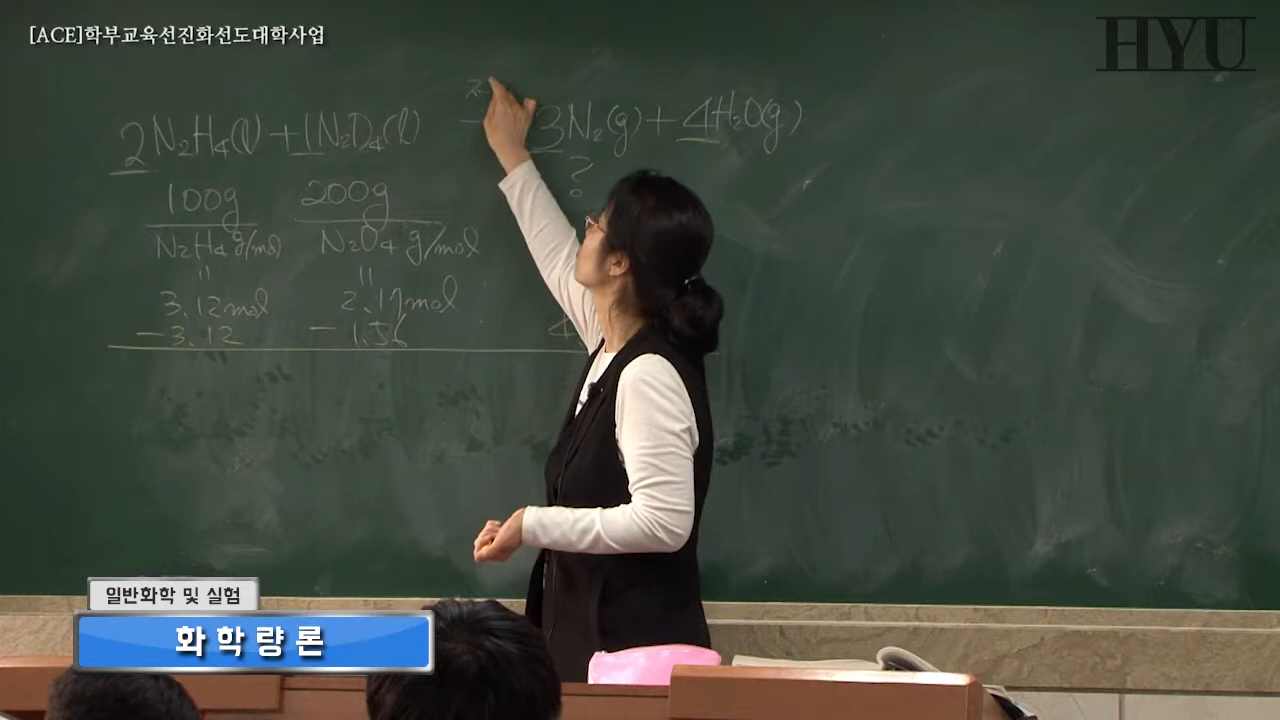 [ACE]학부교육선진화선도대학사업
HYU
2N₂H₄(l) + 1N₂O₄(l) 3N₂(g) + 4H₂O(g)
100g 200g ?
N₂H₄ g/mol N₂O₄ g/mol
" "
3.12mol 2.17mol
-3.12 -1.56 4
일반화학 및 실험
화학량론